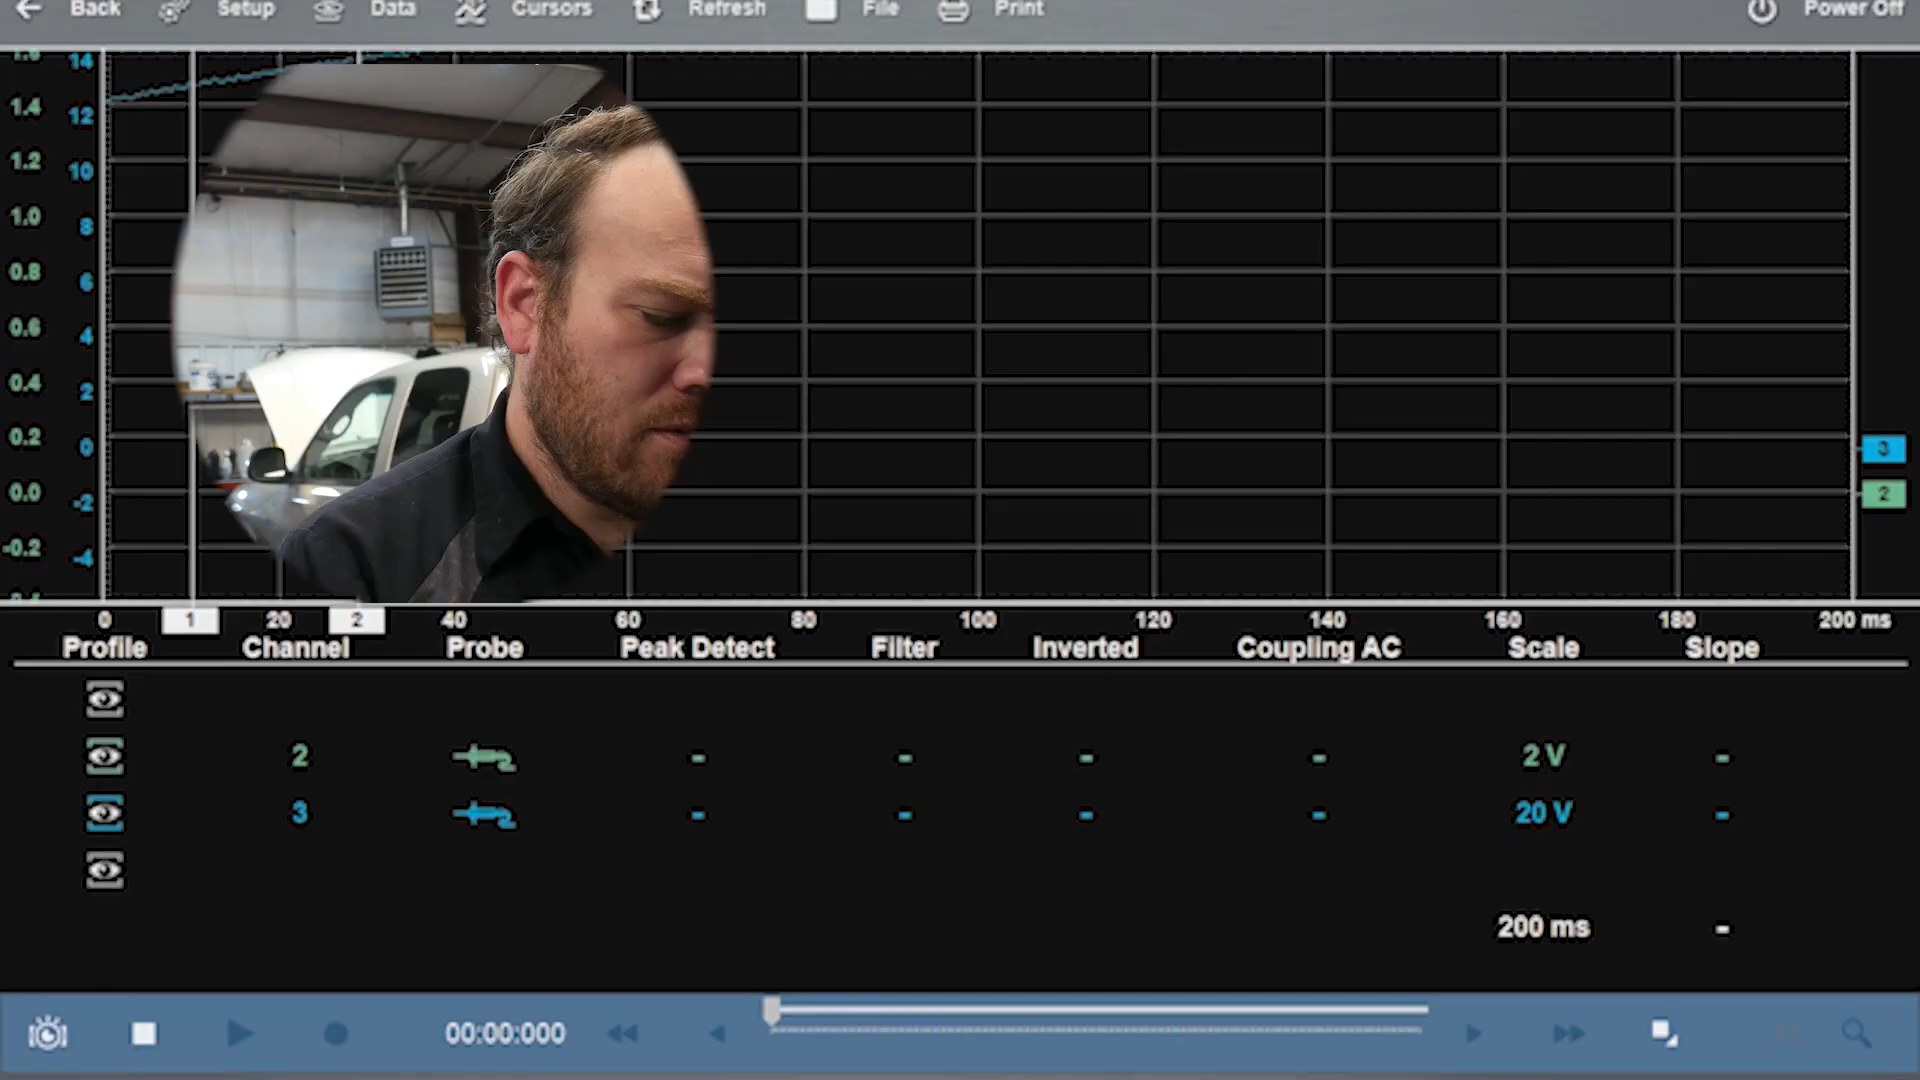 Back Setup Data Cursors Refresh File Print Power Off
14
1.4 12
1.2 10
1.0 8
0.8 6
0.6 4
0.4 2
0.2 0
3
0.0 -2
2
-0.2 -4
0 1 20 2 40 60 80 100 120 140 160 180 200 ms
Profile Channel Probe Peak Detect Filter Inverted Coupling AC Scale Slope
2 - - - - 2 V -
3 - - - - 20 V -
200 ms -
00:00:000